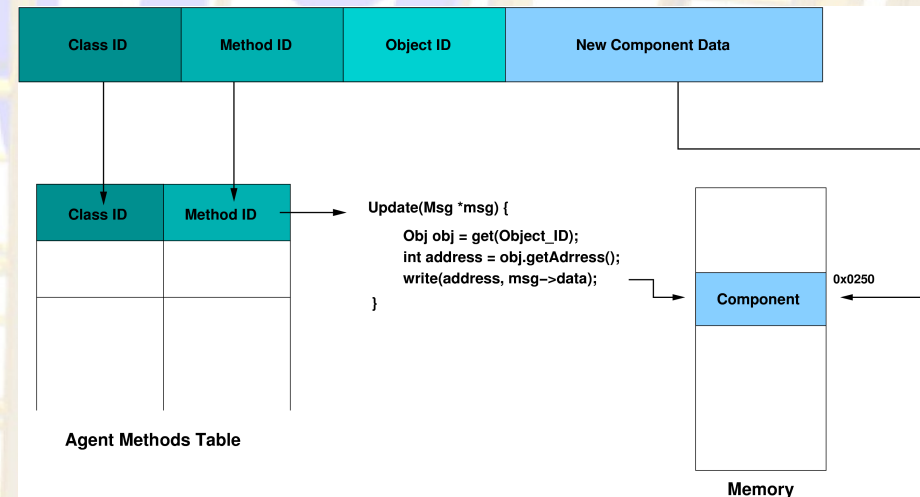 Class ID
Method ID
Object ID
New Component Data
Class ID
Method ID
Update(Msg *msg) {
Obj obj = get(Object_ID);
int address = obj.getAdrress();
write(address, msg−>data);
}
Component
0x0250
Agent Methods Table
Memory